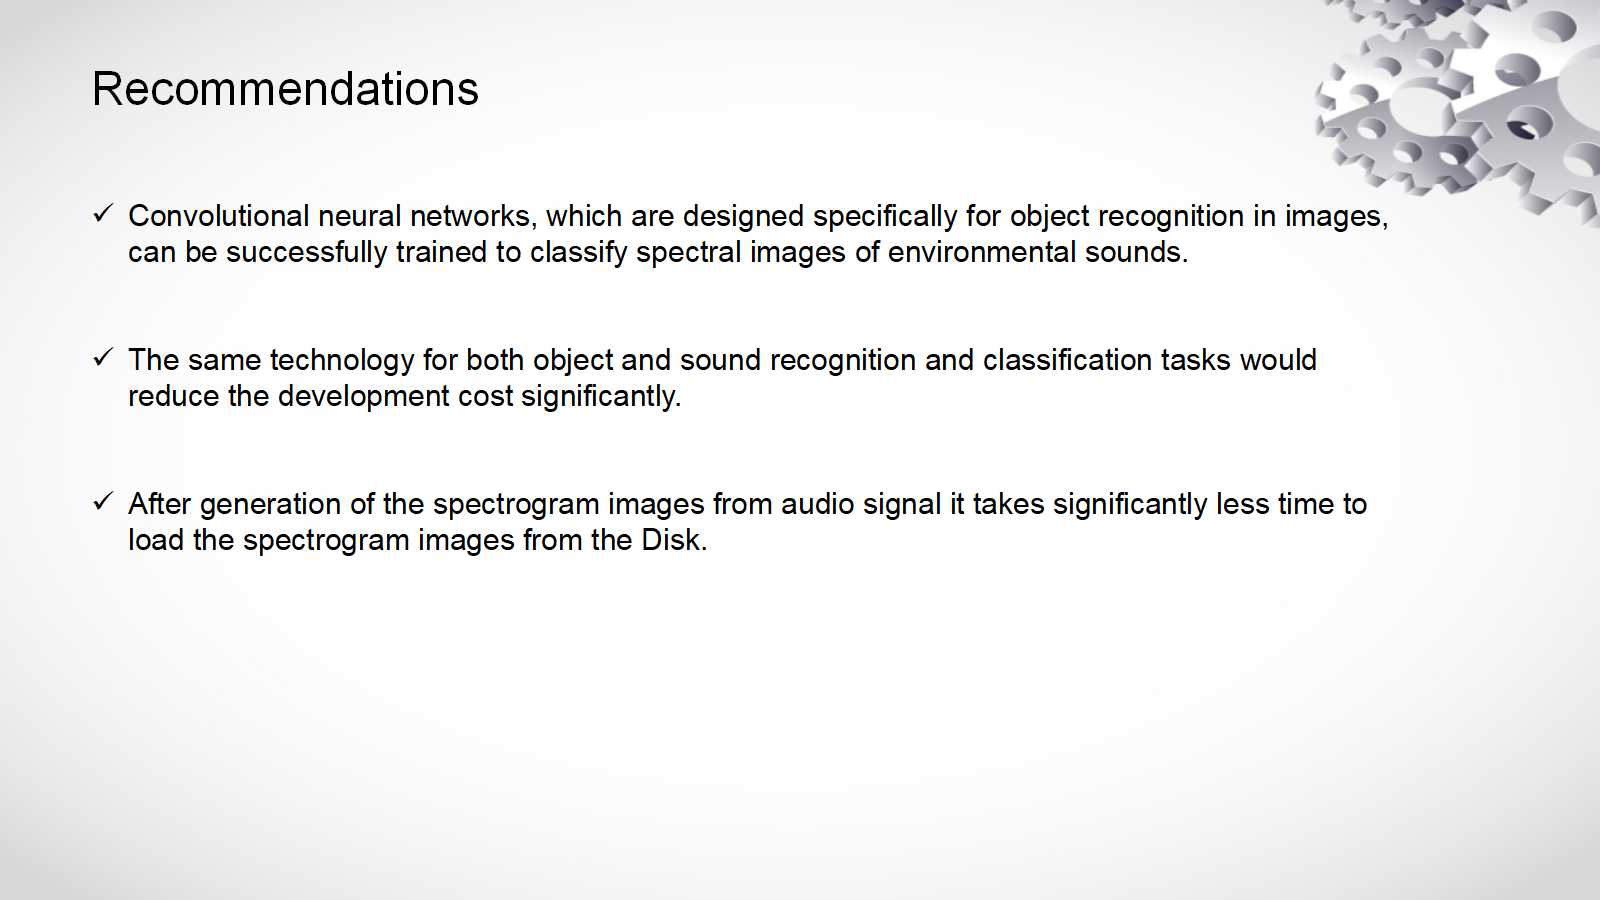 Recommendations
✓ Convolutional neural networks, which are designed specifically for object recognition in images,
can be successfully trained to classify spectral images of environmental sounds.
✓ The same technology for both object and sound recognition and classification tasks would
reduce the development cost significantly.
✓ After generation of the spectrogram images from audio signal it takes significantly less time to
load the spectrogram images from the Disk.